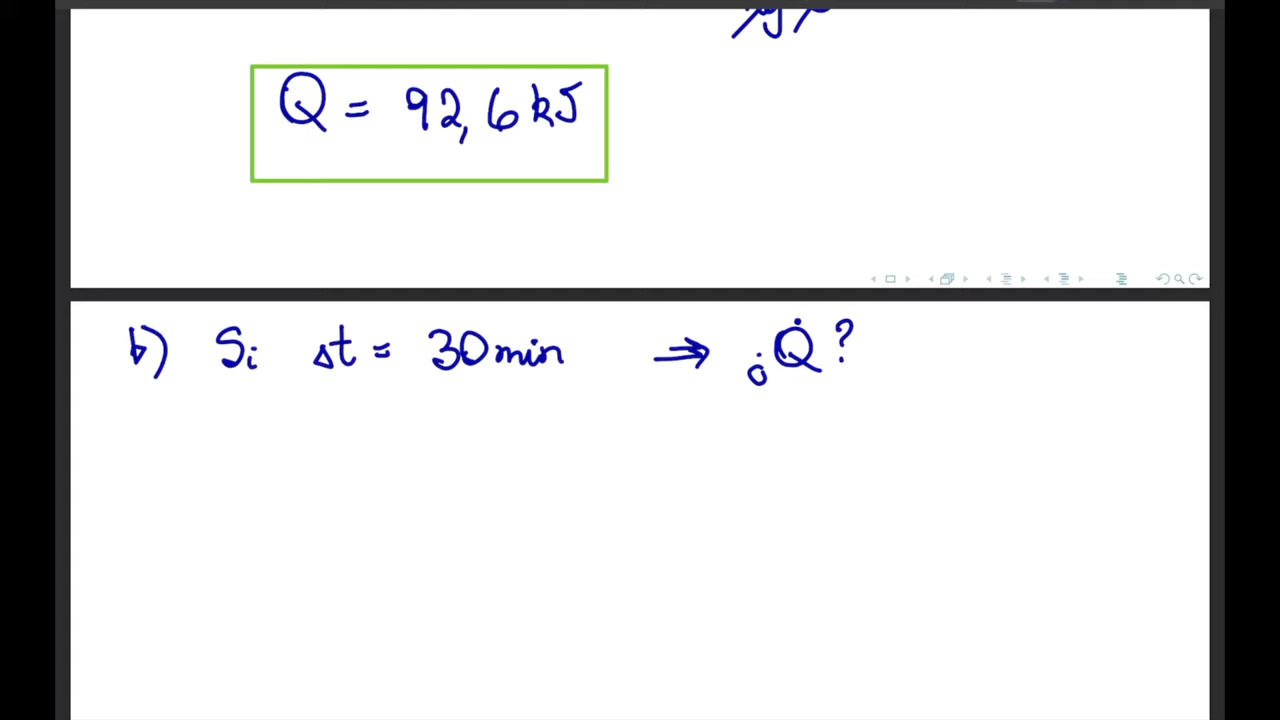 Q = 92,6 kJ
b) Si Δt = 30 min ⇒ ¿Q̇?